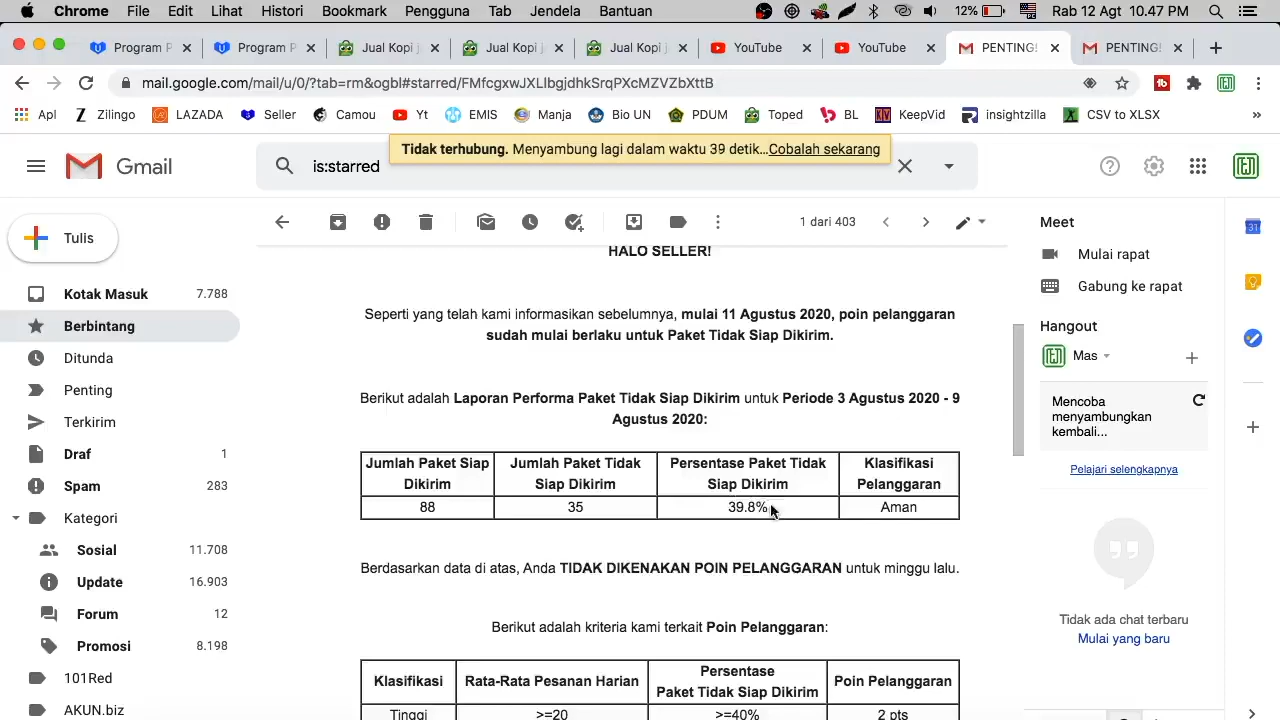 Chrome File Edit Lihat Histori Bookmark Pengguna Tab Jendela Bantuan 12% Rab 12 Agt 10.47 PM
Program P Program P Jual Kopi j Jual Kopi j Jual Kopi j YouTube YouTube PENTING! PENTING!
mail.google.com/mail/u/0/?tab=rm&ogbl#starred/FMfcgxwJXLlbgjdhkSrqPXcMZVZbXttB
Apl Zilingo LAZADA Seller Camot Yt EMIS Manja Bio UN PDUM Toped BL KeepVid insightzilla CSV to XLSX
Tidak terhubung. Menyambung lagi dalam waktu 39 detik... Cobalah sekarang
Gmail
is:starred
Tulis
1 dari 403
Kotak Masuk 7.788
Berbintang
Ditunda
Penting
Terkirim
Draf 1
Spam 283
Kategori
Sosial 11.708
Update 16.903
Forum 12
Promosi 8.198
101Red
AKUN.biz
HALO SELLER!
Seperti yang telah kami informasikan sebelumnya, mulai 11 Agustus 2020, poin pelanggaran
sudah mulai berlaku untuk Paket Tidak Siap Dikirim.
Berikut adalah Laporan Performa Paket Tidak Siap Dikirim untuk Periode 3 Agustus 2020 - 9
Agustus 2020:
Jumlah Paket Siap Jumlah Paket Tidak Persentase Paket Tidak Klasifikasi
Dikirim Siap Dikirim Siap Dikirim Pelanggaran
88 35 39.8% Aman
Berdasarkan data di atas, Anda TIDAK DIKENAKAN POIN PELANGGARAN untuk minggu lalu.
Berikut adalah kriteria kami terkait Poin Pelanggaran:
Klasifikasi Rata-Rata Pesanan Harian Persentase Poin Pelanggaran
Paket Tidak Siap Dikirim
Tinggi >=20 >=40% 2 pts
Meet
Mulai rapat
Gabung ke rapat
Hangout
Mas
Mencoba
menyambungkan
kembali...
Pelajari selengkapnya
Tidak ada chat terbaru
Mulai yang baru